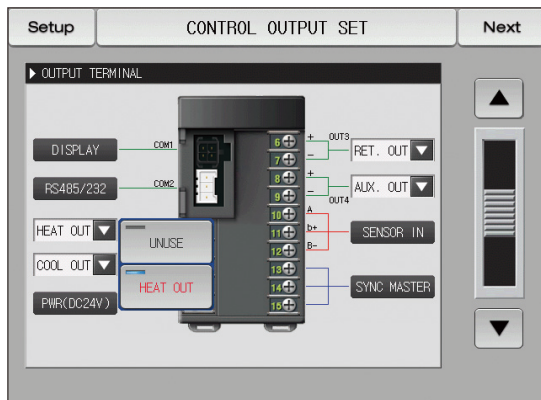 Setup
CONTROL OUTPUT SET
Next
OUTPUT TERMINAL
DISPLAY
COM1
RS485/232
COM2
HEAT OUT
COOL OUT
PWR(DC24V)
UNUSE
HEAT OUT
6
7
8
9
10
11
12
13
14
15
+
OUT3
-
RET. OUT
+
-
OUT4
AUX. OUT
A
b+
B-
SENSOR IN
SYNC MASTER